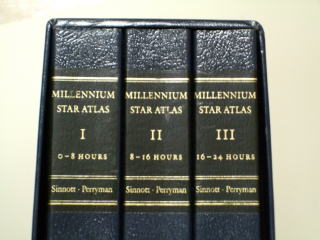 MILLENNIUM
STAR ATLAS
I
0-8 HOURS
Sinnott · Perryman
MILLENNIUM
STAR ATLAS
II
8-16 HOURS
Sinnott · Perryman
MILLENNIUM
STAR ATLAS
III
16-24 HOURS
Sinnott · Perryman